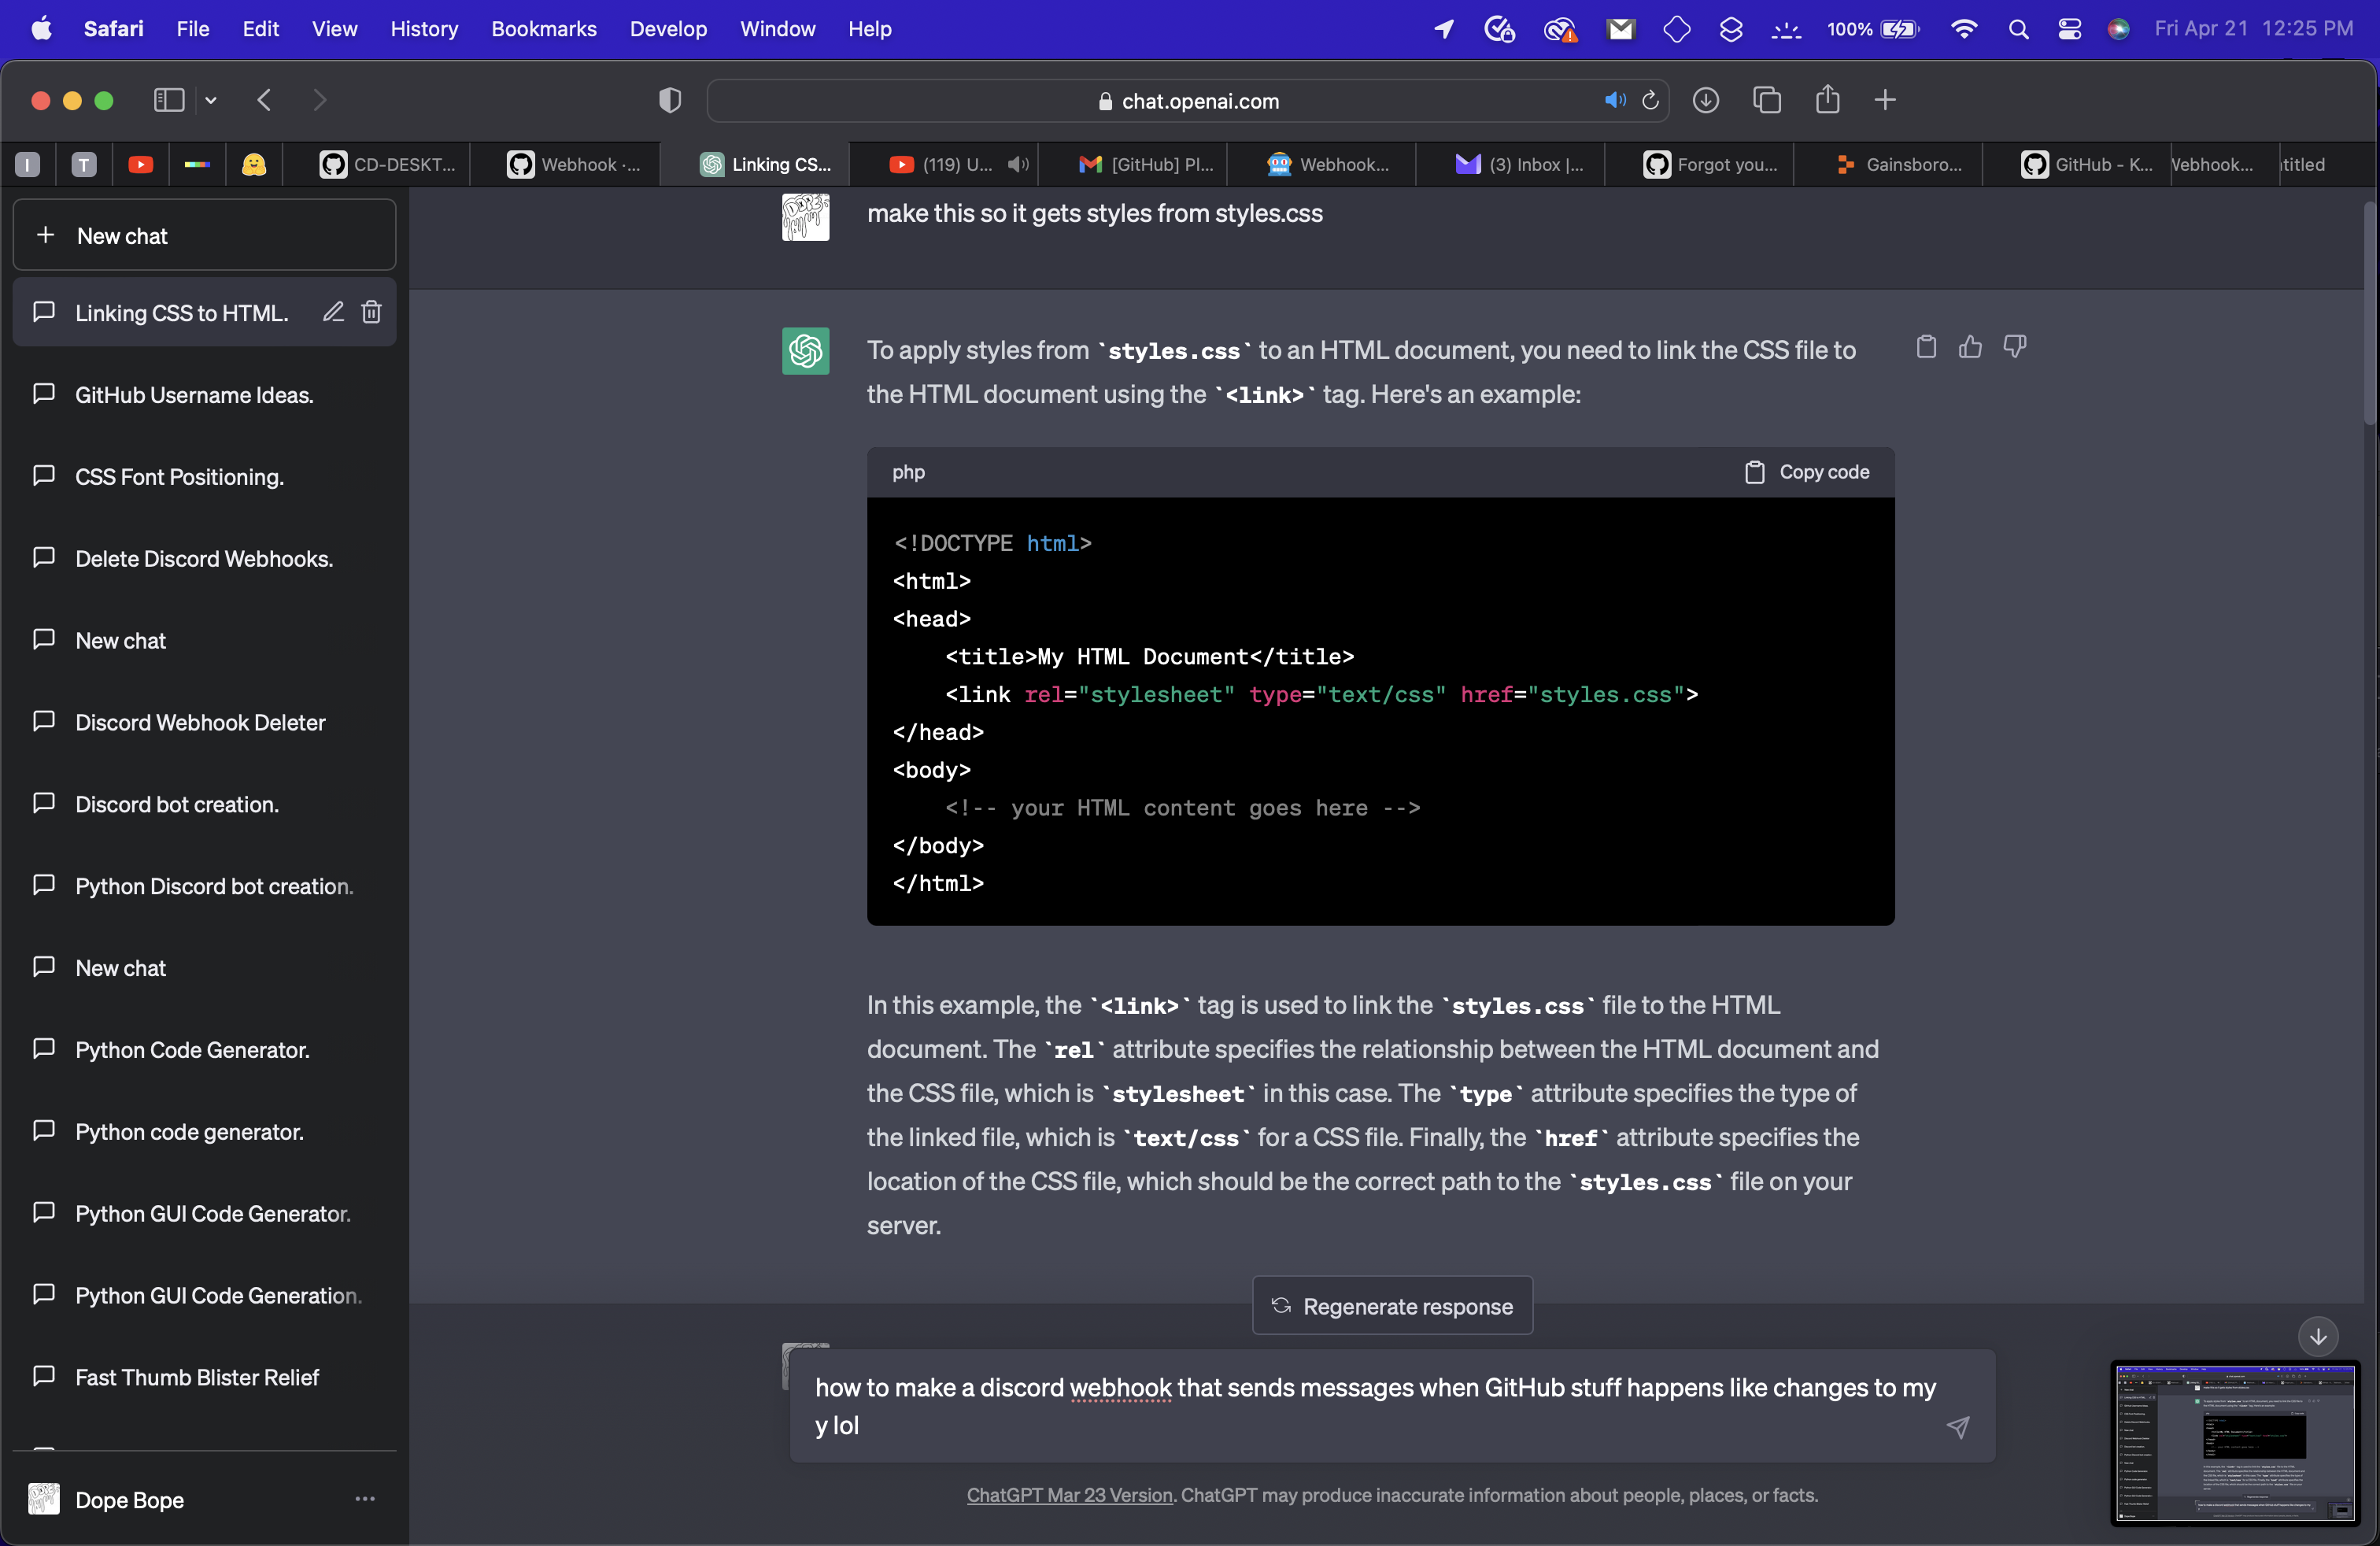 Safari File Edit View History Bookmarks Develop Window Help 100% Fri Apr 21 12:25 PM
chat.openai.com
I T CD-DESKT... Webhook ·... Linking CS... (119) U... [GitHub] Pl... Webhook... (3) Inbox |... Forgot you... Gainsboro... GitHub - K... Webhook... titled
New chat
Linking CSS to HTML.
GitHub Username Ideas.
CSS Font Positioning.
Delete Discord Webhooks.
New chat
Discord Webhook Deleter
Discord bot creation.
Python Discord bot creation.
New chat
Python Code Generator.
Python code generator.
Python GUI Code Generator.
Python GUI Code Generation.
Fast Thumb Blister Relief
Dope Bope
make this so it gets styles from styles.css
To apply styles from `styles.css` to an HTML document, you need to link the CSS file to
the HTML document using the `<link>` tag. Here's an example:
php Copy code
<!DOCTYPE html>
<html>
<head>
    <title>My HTML Document</title>
    <link rel="stylesheet" type="text/css" href="styles.css">
</head>
<body>
    <!-- your HTML content goes here -->
</body>
</html>
In this example, the `<link>` tag is used to link the `styles.css` file to the HTML
document. The `rel` attribute specifies the relationship between the HTML document and
the CSS file, which is `stylesheet` in this case. The `type` attribute specifies the type of
the linked file, which is `text/css` for a CSS file. Finally, the `href` attribute specifies the
location of the CSS file, which should be the correct path to the `styles.css` file on your
server.
Regenerate response
how to make a discord webhook that sends messages when GitHub stuff happens like changes to my
y lol
ChatGPT Mar 23 Version. ChatGPT may produce inaccurate information about people, places, or facts.